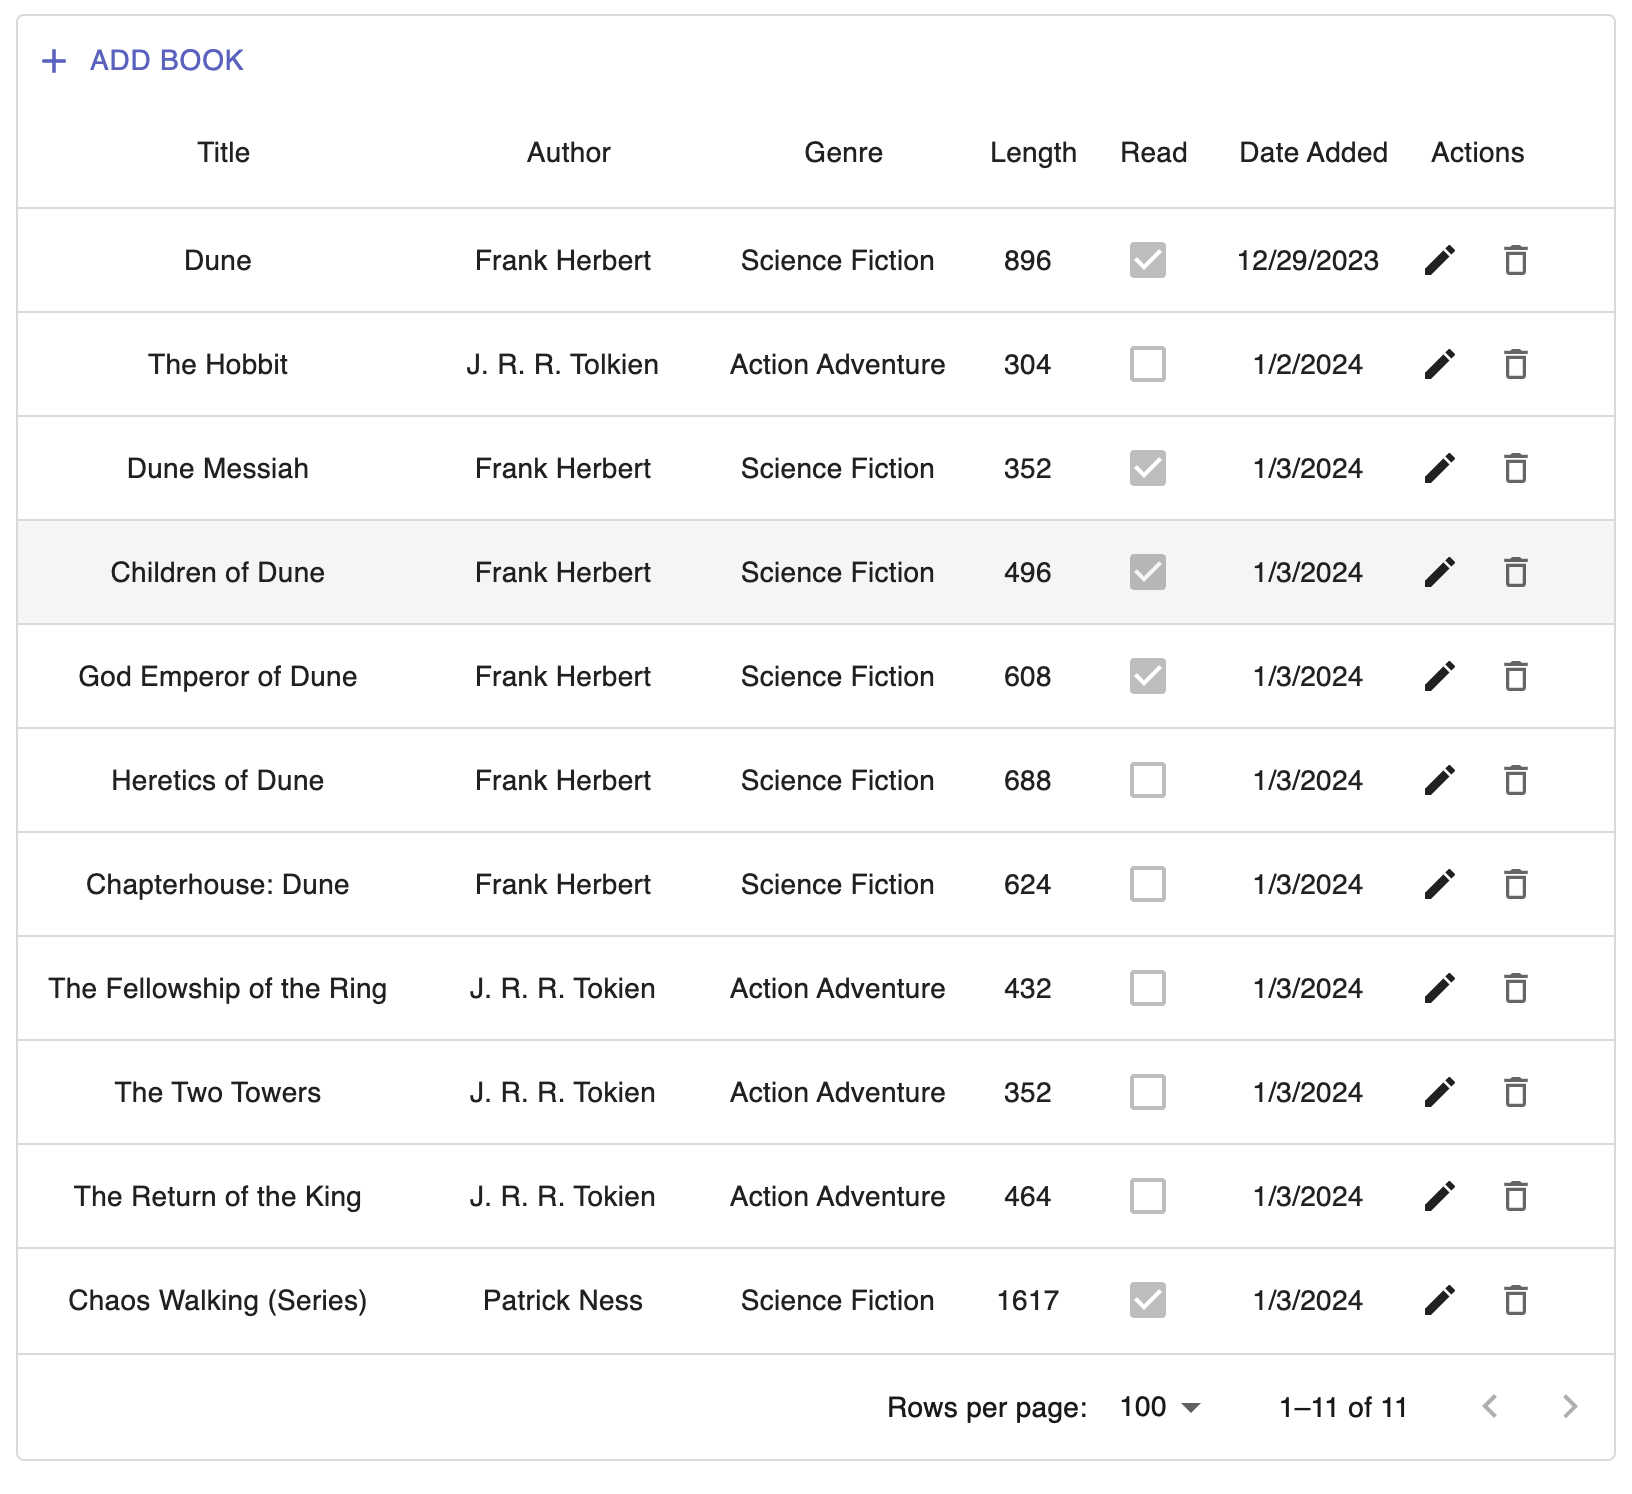 ADD BOOK
Title Author Genre Length Read Date Added Actions
Dune Frank Herbert Science Fiction 896 12/29/2023
The Hobbit J. R. R. Tolkien Action Adventure 304 1/2/2024
Dune Messiah Frank Herbert Science Fiction 352 1/3/2024
Children of Dune Frank Herbert Science Fiction 496 1/3/2024
God Emperor of Dune Frank Herbert Science Fiction 608 1/3/2024
Heretics of Dune Frank Herbert Science Fiction 688 1/3/2024
Chapterhouse: Dune Frank Herbert Science Fiction 624 1/3/2024
The Fellowship of the Ring J. R. R. Tokien Action Adventure 432 1/3/2024
The Two Towers J. R. R. Tokien Action Adventure 352 1/3/2024
The Return of the King J. R. R. Tokien Action Adventure 464 1/3/2024
Chaos Walking (Series) Patrick Ness Science Fiction 1617 1/3/2024
Rows per page: 100 1–11 of 11